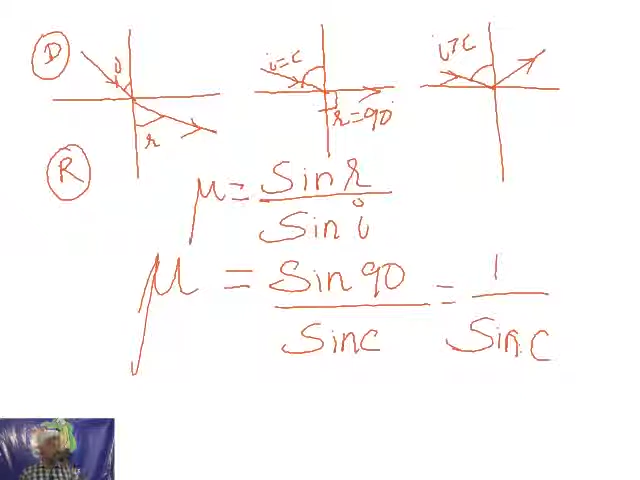 D i i=c i>c
r r=90°
R
μ = sin r / sin i
μ = sin 90 / sin c = 1 / sin c